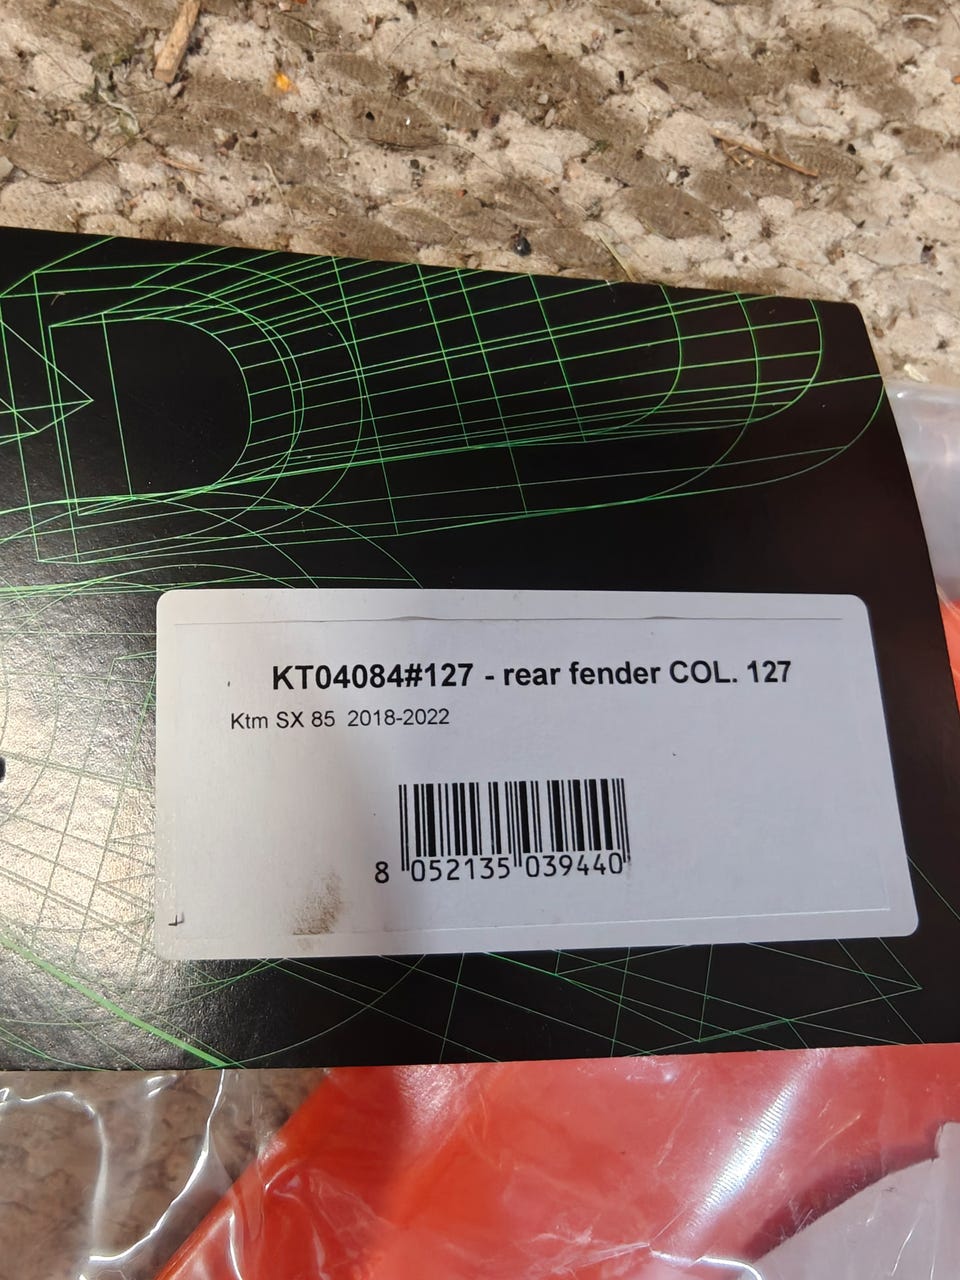 KT04084#127 - rear fender COL. 127
Ktm SX 85 2018-2022
8 052135 039440